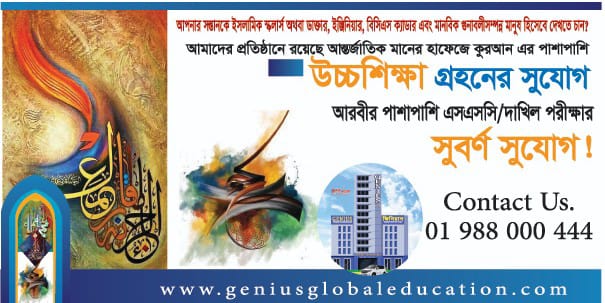 আপনার সন্তানকে ইসলামিক স্কলার্স অথবা ডাক্তার, ইঞ্জিনিয়ার, বিসিএস ক্যাডার এবং মানবিক গুনাবলীসম্পন্ন মানুষ হিসেবে দেখতে চান?
আমাদের প্রতিষ্ঠানে রয়েছে আন্তর্জাতিক মানের হাফেজে কুরআন এর পাশাপাশি
উচ্চশিক্ষা গ্রহনের সুযোগ
আরবীর পাশাপাশি এসএসসি/দাখিল পরীক্ষার
সুবর্ণ সুযোগ !
Contact Us.
01 988 000 444
www.geniusglobaleducation.com